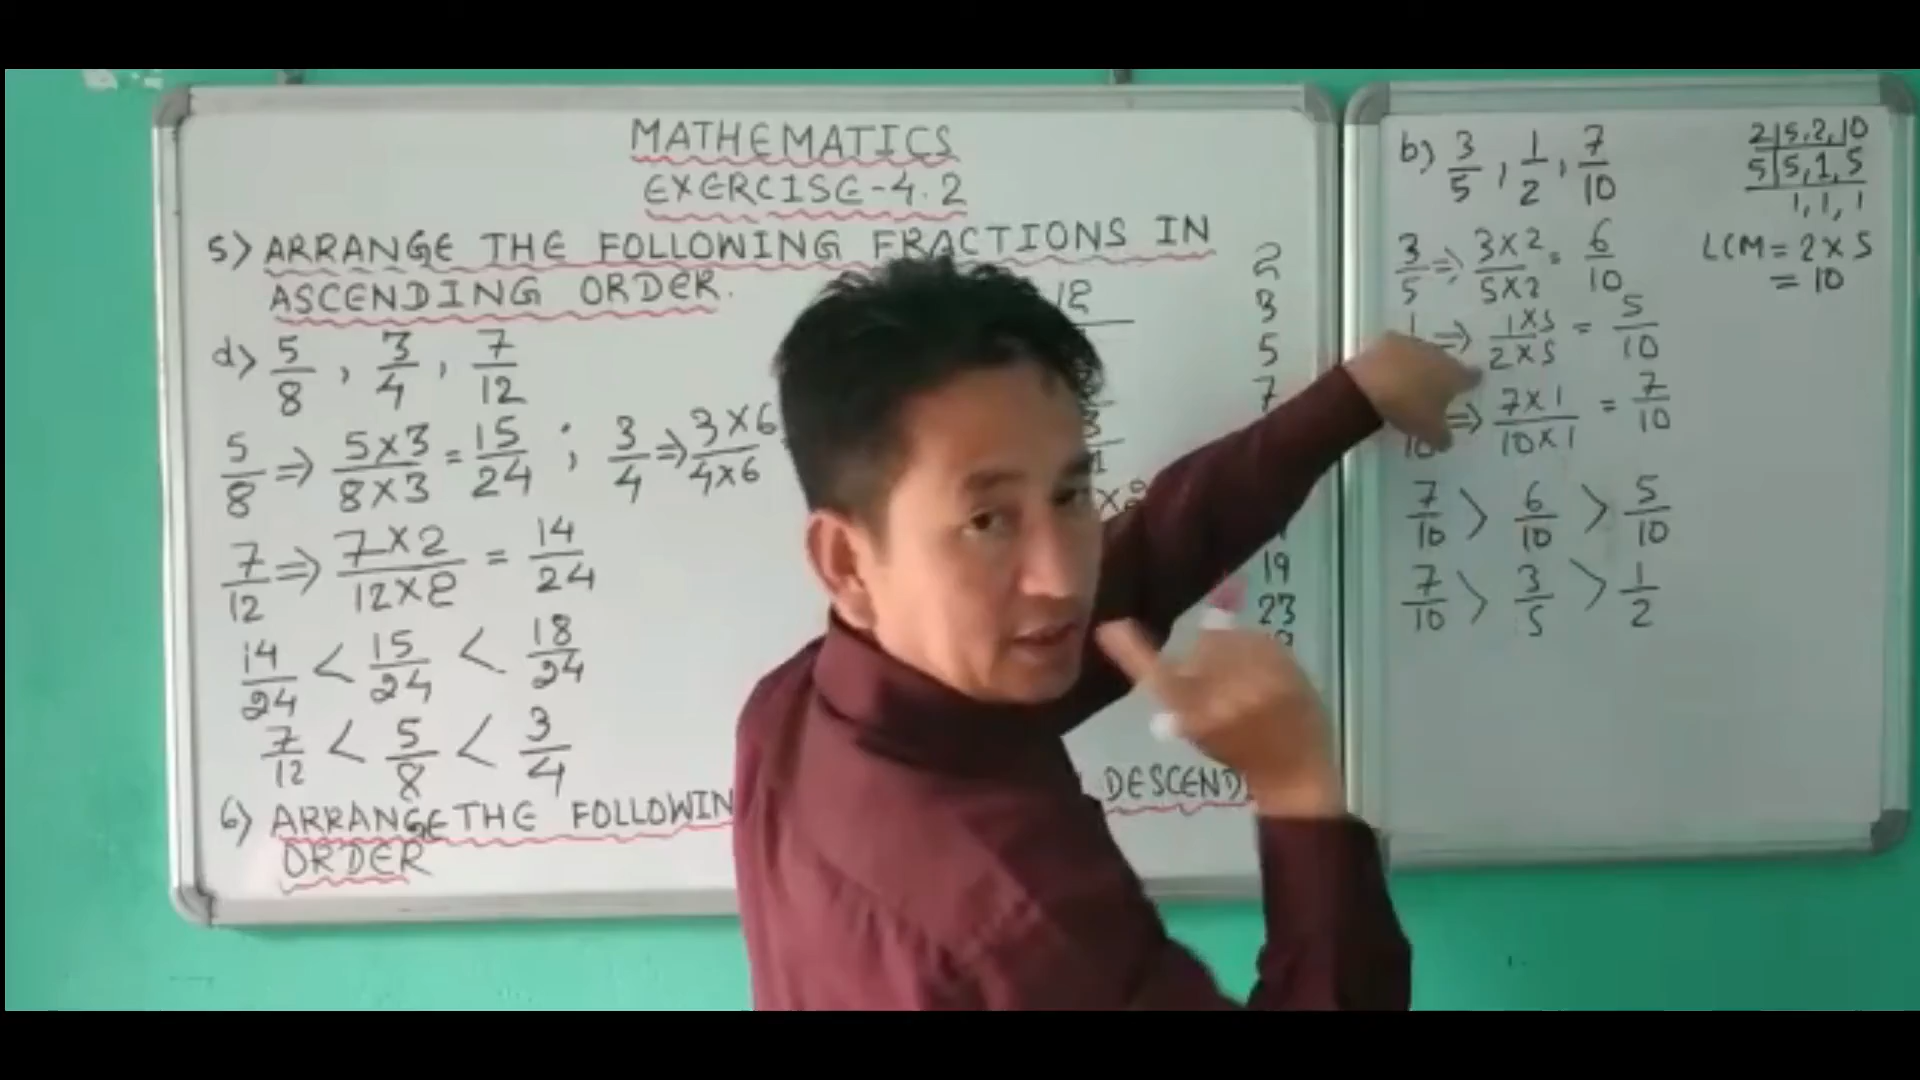 MATHEMATICS
EXERCISE-4.2
5) ARRANGE THE FOLLOWING FRACTIONS IN
ASCENDING ORDER.
d) 5/8, 3/4, 7/12
5/8 ⇒ 5×3/8×3 = 15/24 ; 3/4 ⇒ 3×6/4×6
7/12 ⇒ 7×2/12×2 = 14/24
14/24 < 15/24 < 18/24
7/12 < 5/8 < 3/4
6) ARRANGE THE FOLLOWIN DESCEND
ORDER
12
2
3
5
7
19
23
b) 3/5, 1/2, 7/10
3/5 ⇒ 3×2/5×2 = 6/10
1 ⇒ 1×5/2×5 = 5/10
10 ⇒ 7×1/10×1 = 7/10
7/10 > 6/10 > 5/10
7/10 > 3/5 > 1/2
2|5,2,10
5|5,1,5
1,1,1
LCM = 2×5
= 10